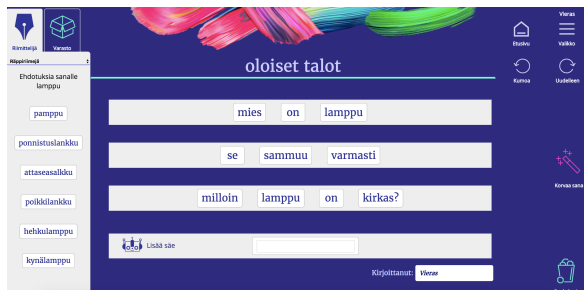 Vieras
Riimittelijä
Varasto
Etusivu
Valikko
Räppiriimejä
Ehdotuksia sanalle
lamppu
oloiset talot
Kumoa
Uudelleen
pamppu
mies on lamppu
ponnistuslankku
se sammuu varmasti
attaseasalkku
Korvaa sana
poikkilankku
milloin lamppu on kirkas?
hehkulamppu
Lisää säe
kynälamppu
Kirjoittanut: Vieras